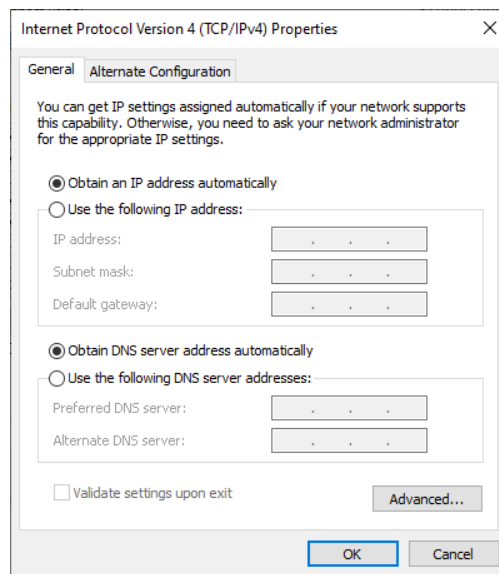 Internet Protocol Version 4 (TCP/IPv4) Properties
General
Alternate Configuration
You can get IP settings assigned automatically if your network supports
this capability. Otherwise, you need to ask your network administrator
for the appropriate IP settings.
Obtain an IP address automatically
Use the following IP address:
IP address:
Subnet mask:
Default gateway:
Obtain DNS server address automatically
Use the following DNS server addresses:
Preferred DNS server:
Alternate DNS server:
Validate settings upon exit
Advanced...
OK
Cancel